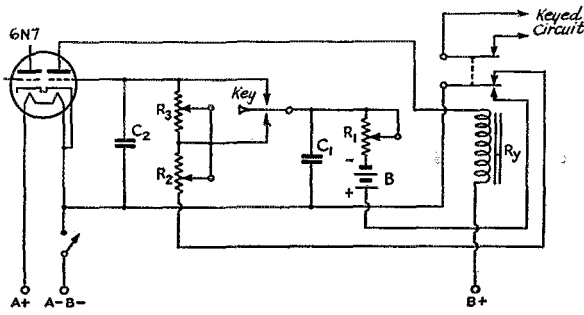 6N7
Keyed
Circuit
Key
R3
C2
R2
C1
R1
-
B
+
Ry
A+
A-B-
B+